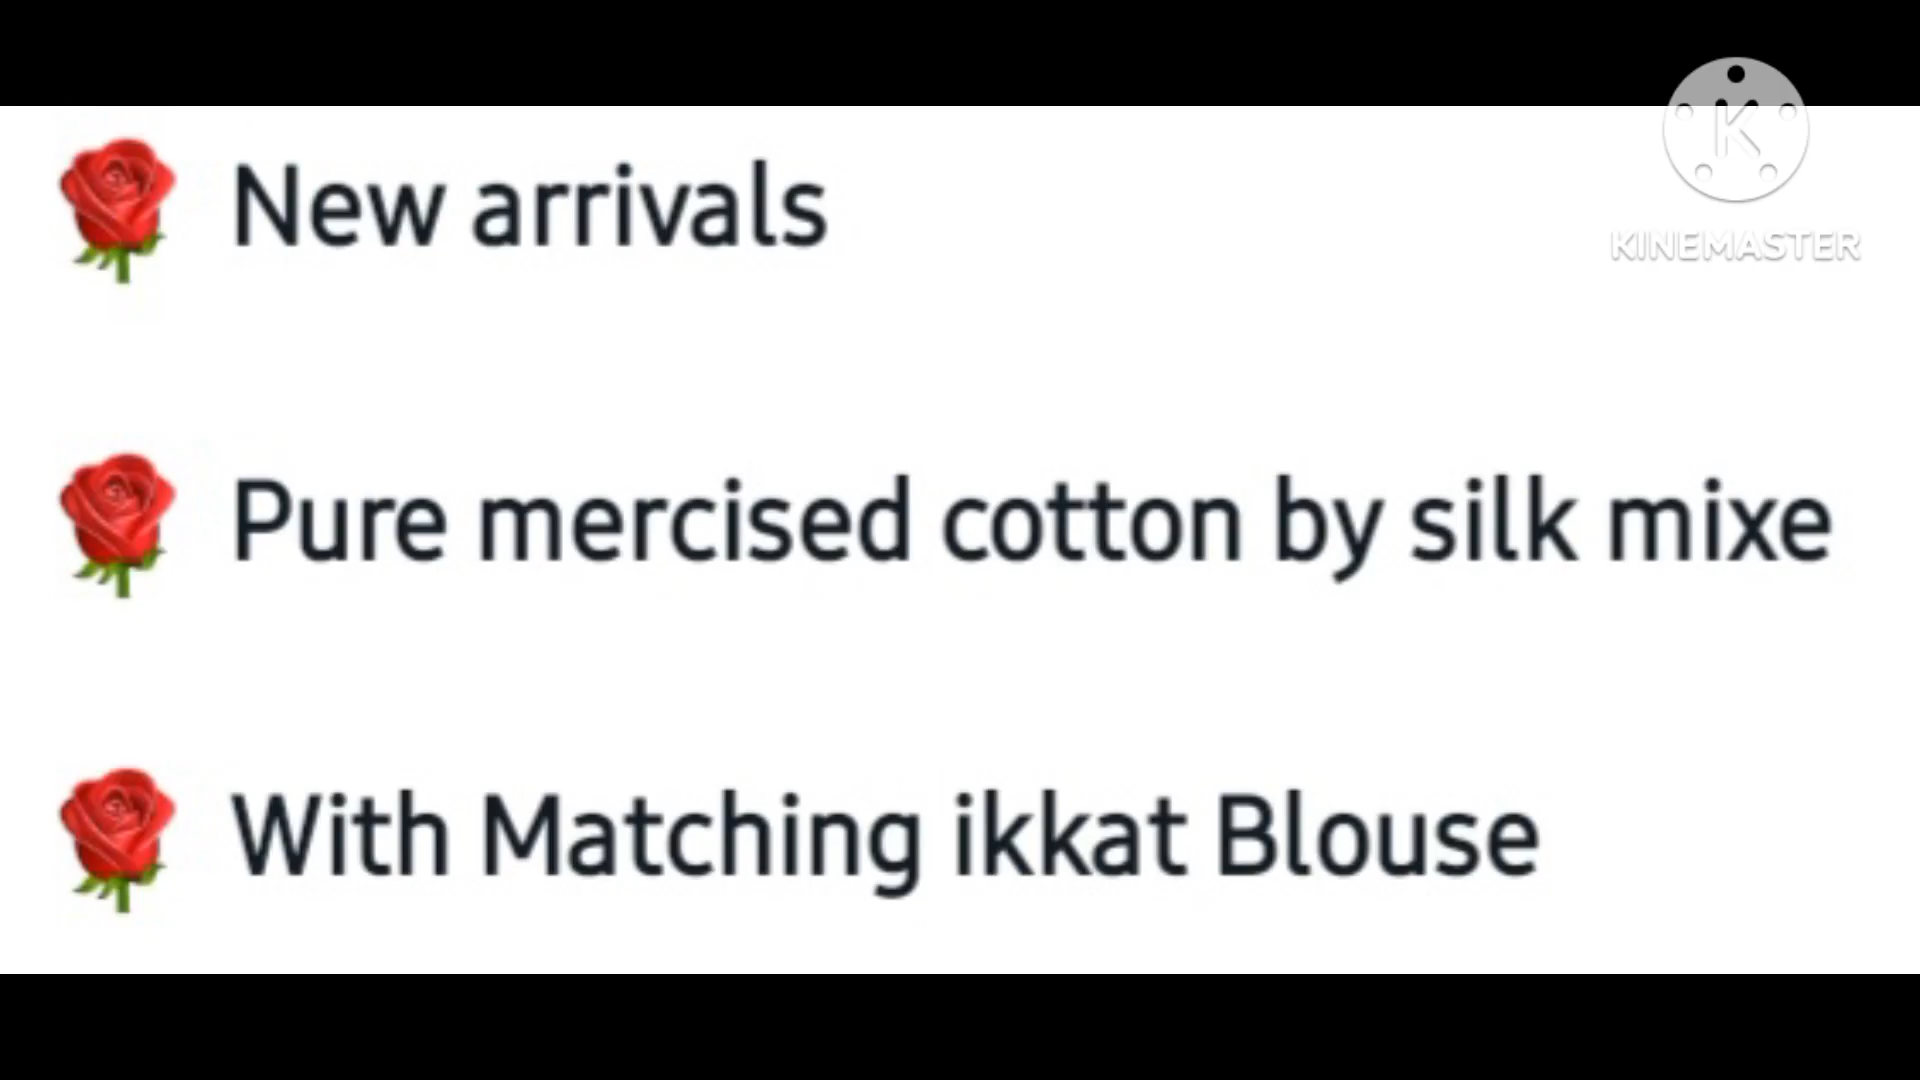 🌹 New arrivals
KINEMASTER
🌹 Pure mercised cotton by silk mixe
🌹 With Matching ikkat Blouse